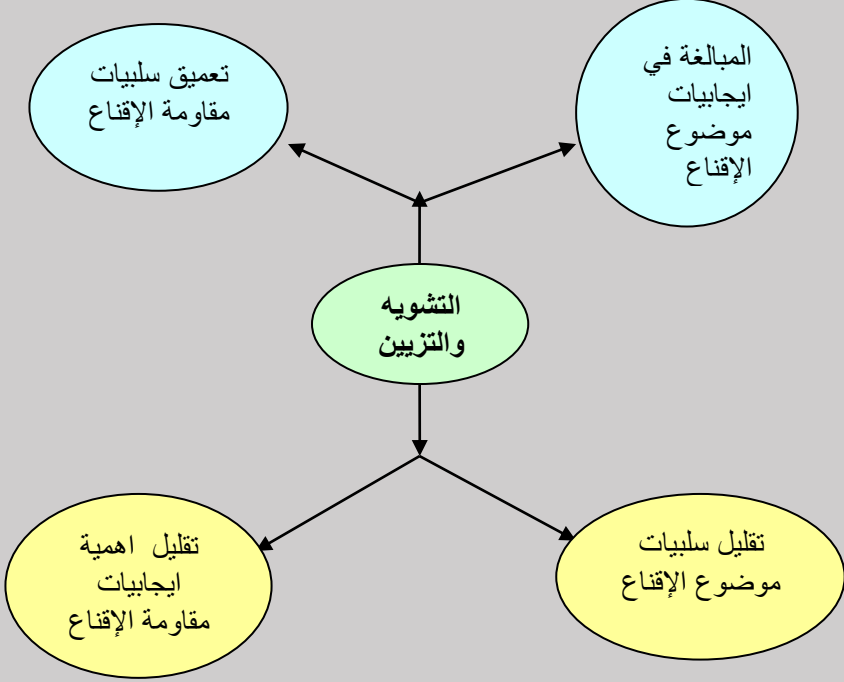 المبالغة في
ايجابيات
موضوع
الإقناع
تعميق سلبيات
مقاومة الإقناع
التشويه
والتزيين
تقليل سلبيات
موضوع الإقناع
تقليل اهمية
ايجابيات
مقاومة الإقناع